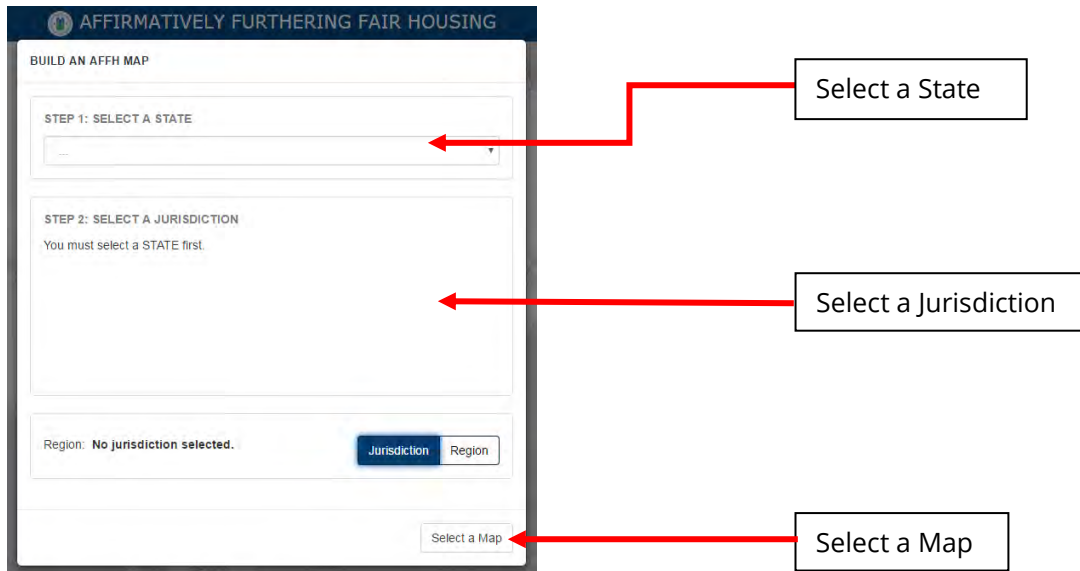 AFFIRMATIVELY FURTHERING FAIR HOUSING
BUILD AN AFFH MAP
STEP 1: SELECT A STATE
...
STEP 2: SELECT A JURISDICTION
You must select a STATE first.
Region: No jurisdiction selected.
Jurisdiction
Region
Select a Map
Select a State
Select a Jurisdiction
Select a Map